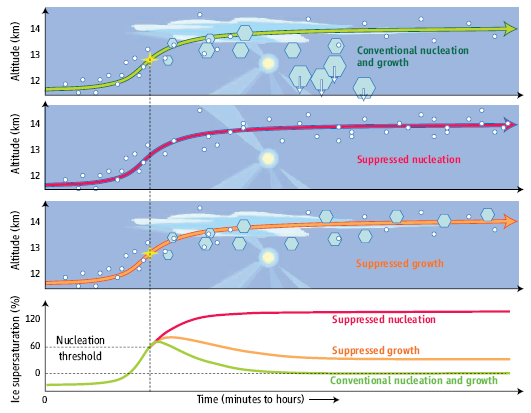 Altitude (km)
14
13
12
Conventional nucleation
and growth
Altitude (km)
14
13
12
Suppressed nucleation
Altitude (km)
14
13
12
Suppressed growth
Ice supersaturation (%)
120
60
0
Nucleation
threshold
Suppressed nucleation
Suppressed growth
Conventional nucleation and growth
0
Time (minutes to hours)